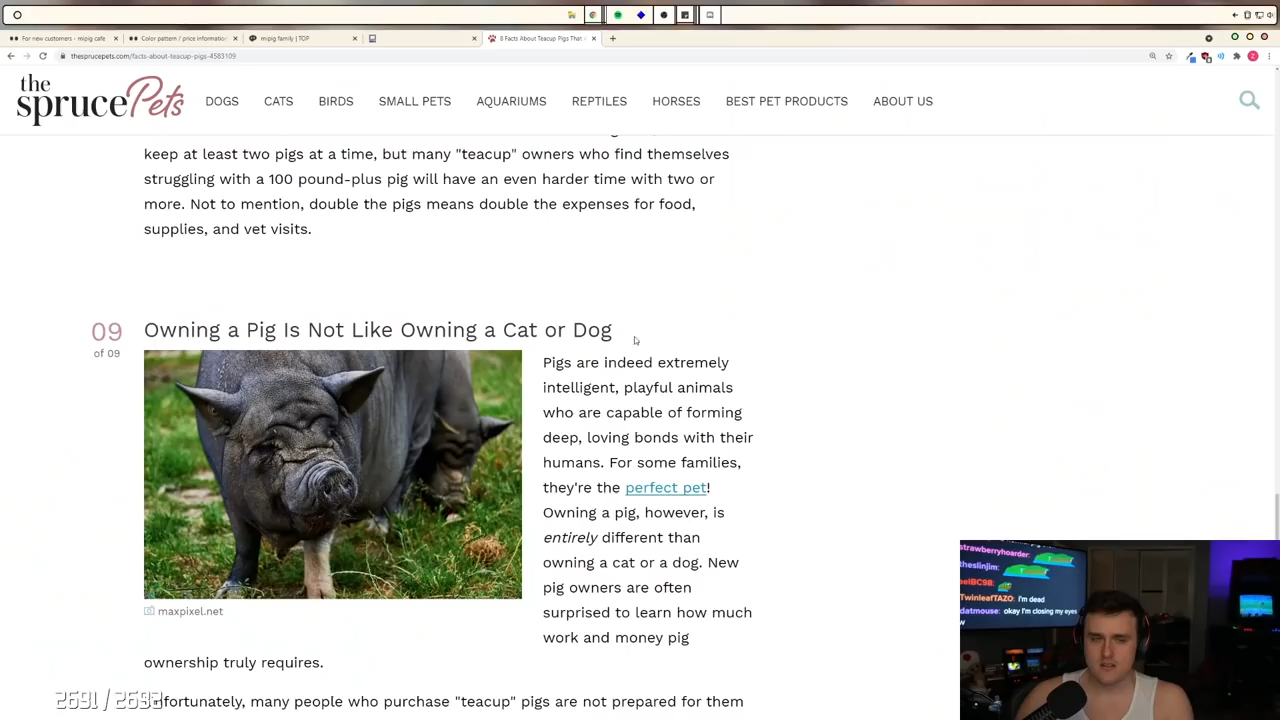 For new customers - mipig cafe
Color pattern / price information
mipig family | TOP
8 Facts About Teacup Pigs That
thesprucepets.com/facts-about-teacup-pigs-4583109
the
sprucePets
DOGS CATS BIRDS SMALL PETS AQUARIUMS REPTILES HORSES BEST PET PRODUCTS ABOUT US
keep at least two pigs at a time, but many "teacup" owners who find themselves
struggling with a 100 pound-plus pig will have an even harder time with two or
more. Not to mention, double the pigs means double the expenses for food,
supplies, and vet visits.
09
of 09
Owning a Pig Is Not Like Owning a Cat or Dog
Pigs are indeed extremely
intelligent, playful animals
who are capable of forming
deep, loving bonds with their
humans. For some families,
they're the perfect pet!
Owning a pig, however, is
entirely different than
owning a cat or a dog. New
pig owners are often
surprised to learn how much
work and money pig
maxpixel.net
ownership truly requires.
many people who purchase "teacup" pigs are not prepared for them
2691 / 2692
strawberryhoarder:
theslinjim:
TwinleafTAZO: I'm dead
datmouse: okay I'm closing my eyes